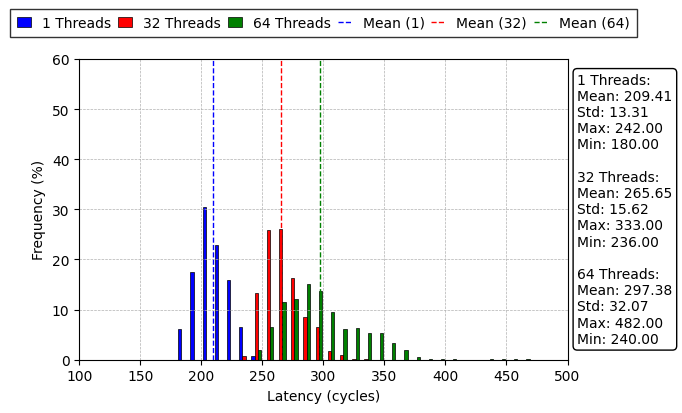 1 Threads 32 Threads 64 Threads Mean (1) Mean (32) Mean (64)
60
50
40
30
20
10
0
Frequency (%)
100 150 200 250 300 350 400 450 500
Latency (cycles)
1 Threads:
Mean: 209.41
Std: 13.31
Max: 242.00
Min: 180.00
32 Threads:
Mean: 265.65
Std: 15.62
Max: 333.00
Min: 236.00
64 Threads:
Mean: 297.38
Std: 32.07
Max: 482.00
Min: 240.00